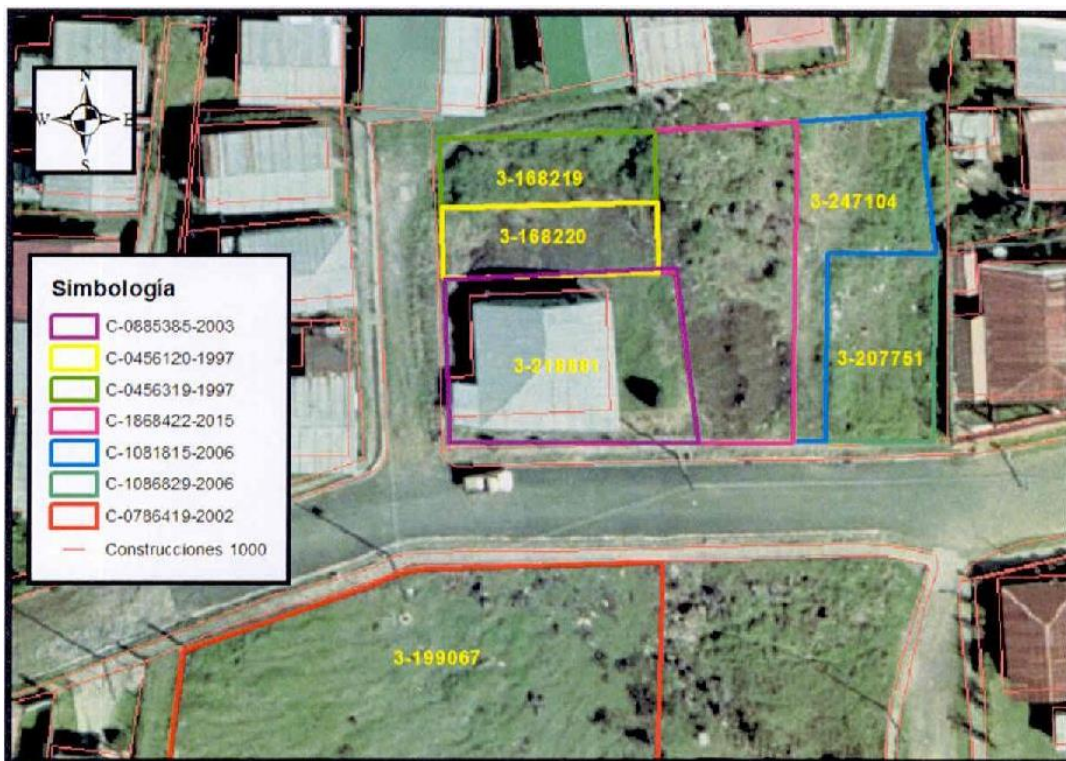 N
W E
S
3-168219
3-247104
3-168220
Simbología
C-0885385-2003
C-0456120-1997
C-0456319-1997
C-1868422-2015
C-1081815-2006
C-1086829-2006
C-0786419-2002
Construcciones 1000
3-207751
3-199067